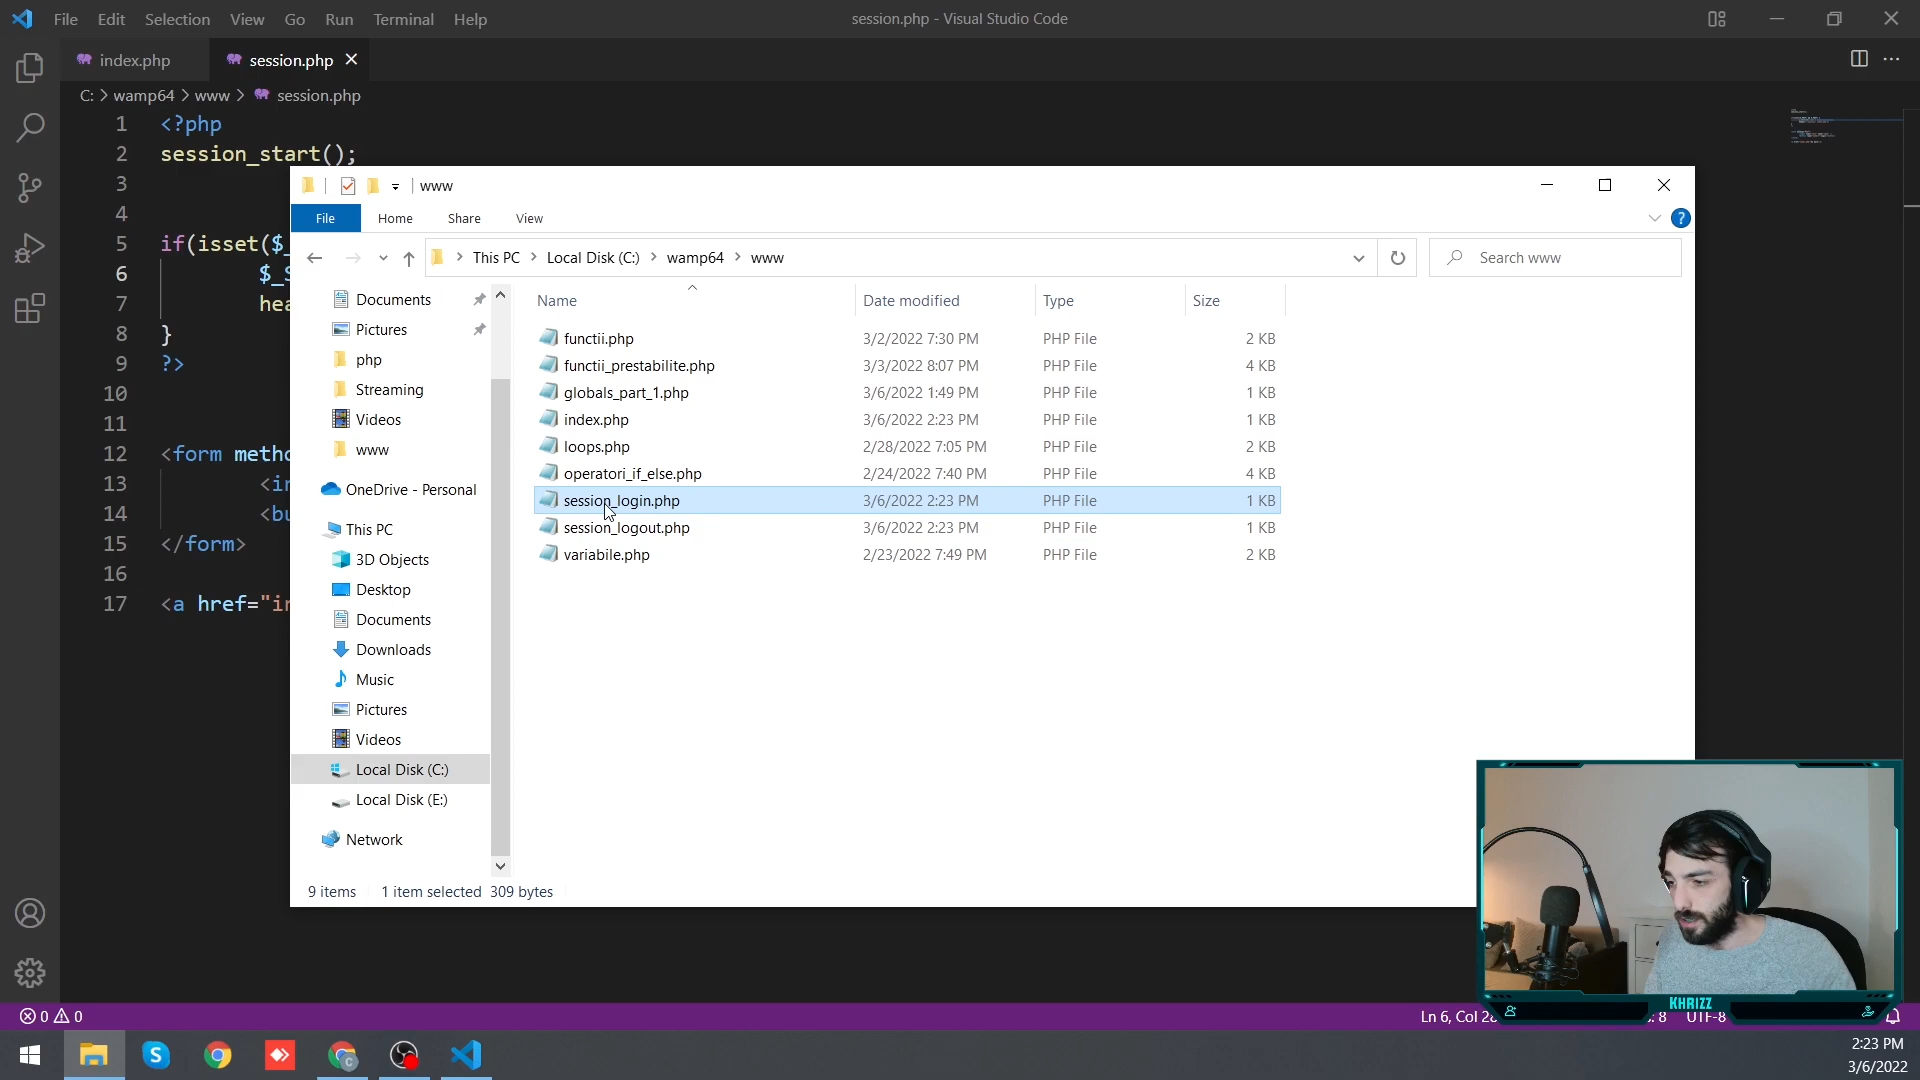 File Edit Selection View Go Run Terminal Help
session.php - Visual Studio Code
index.php
session.php
C: > wamp64 > www > session.php
1 <?php
2 session_start();
3
4
5 if(isset($_
6 $_S
7 hea
8 }
9 ?>
10
11
12 <form metho
13 <in
14 <bu
15 </form>
16
17 <a href="in
www
File Home Share View
This PC > Local Disk (C:) > wamp64 > www
Search www
Documents
Pictures
php
Streaming
Videos
www
OneDrive - Personal
This PC
3D Objects
Desktop
Documents
Downloads
Music
Pictures
Videos
Local Disk (C:)
Local Disk (E:)
Network
Name Date modified Type Size
functii.php 3/2/2022 7:30 PM PHP File 2 KB
functii_prestabilite.php 3/3/2022 8:07 PM PHP File 4 KB
globals_part_1.php 3/6/2022 1:49 PM PHP File 1 KB
index.php 3/6/2022 2:23 PM PHP File 1 KB
loops.php 2/28/2022 7:05 PM PHP File 2 KB
operatori_if_else.php 2/24/2022 7:40 PM PHP File 4 KB
session_login.php 3/6/2022 2:23 PM PHP File 1 KB
session_logout.php 3/6/2022 2:23 PM PHP File 1 KB
variabile.php 2/23/2022 7:49 PM PHP File 2 KB
9 items 1 item selected 309 bytes
KHRIZZ
0 0
Ln 6, Col 28
: 8 UTF-8
2:23 PM
3/6/2022